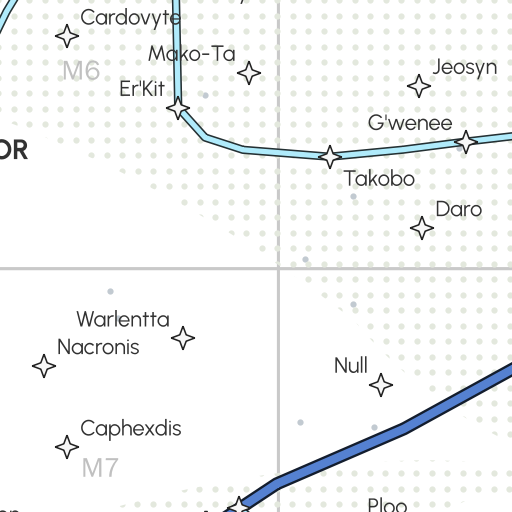 Cardovyte
Mako-Ta
Jeosyn
M6
Er'Kit
G'wenee
OR
Takobo
Daro
Warlentta
Nacronis
Null
Caphexdis
M7
Ploo